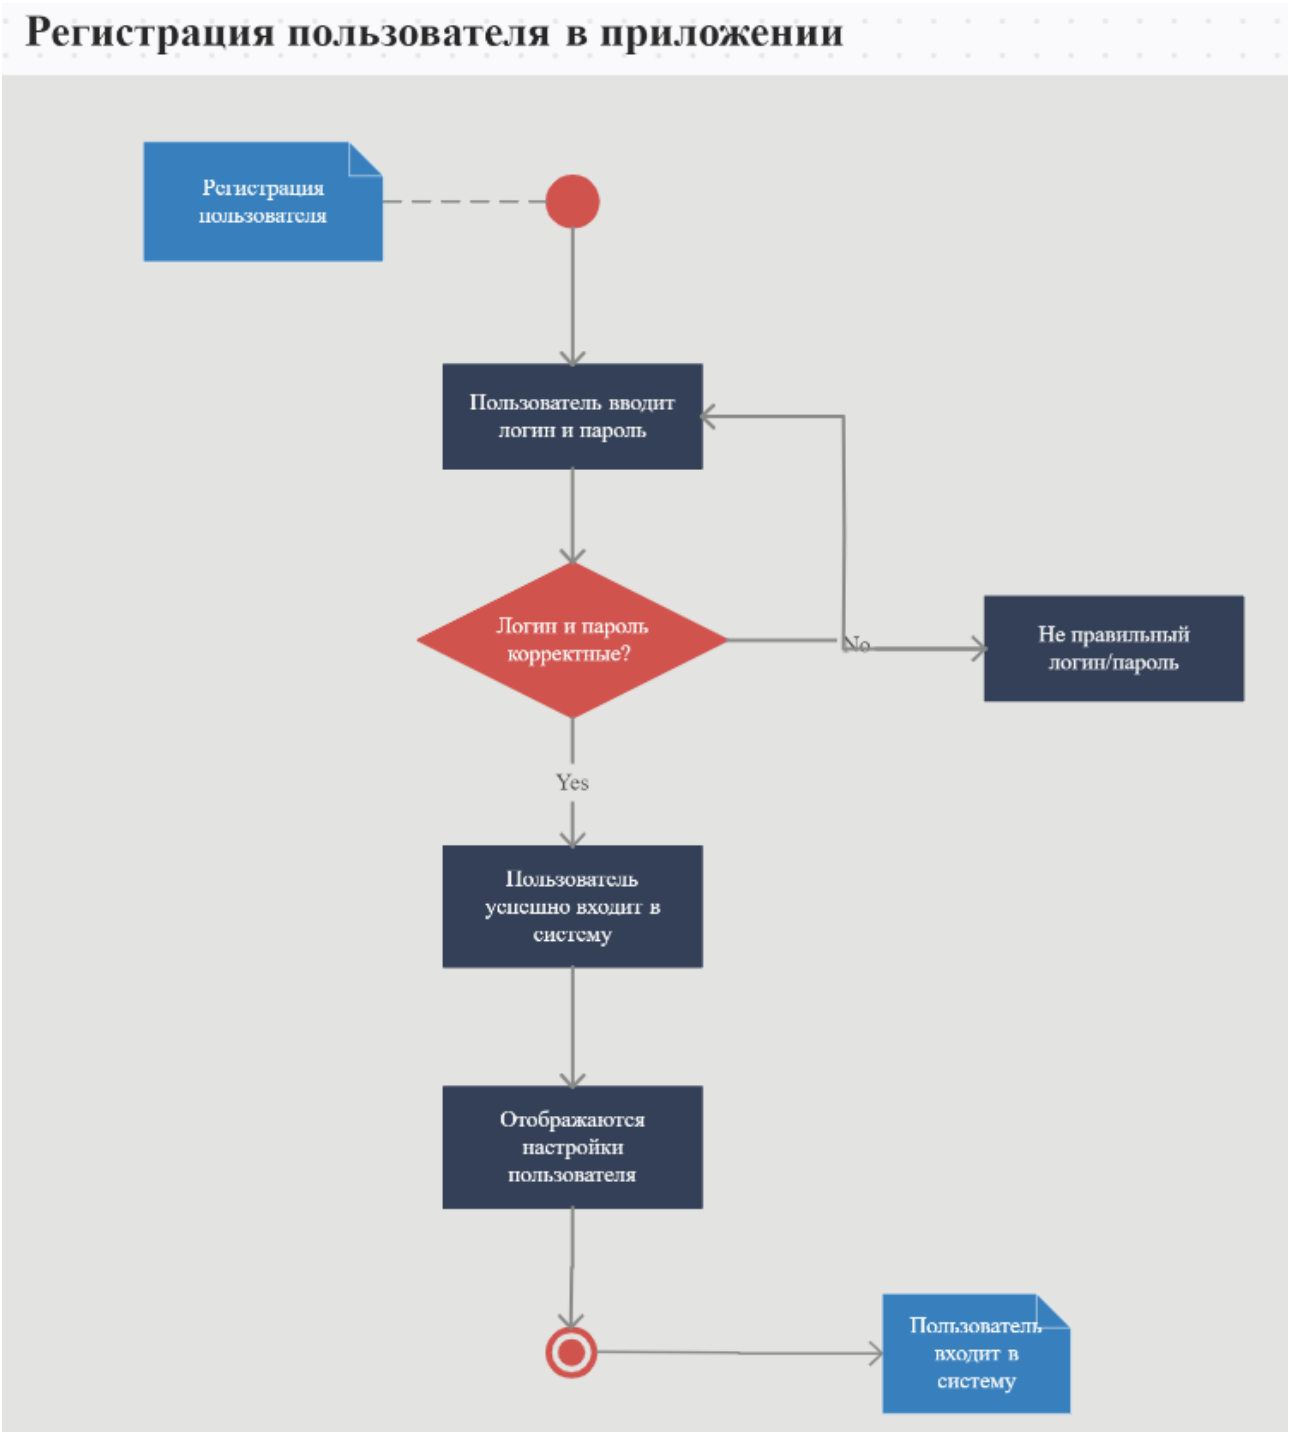 Регистрация пользователя в приложении
Регистрация
пользователя
Пользователь вводит
логин и пароль
Логин и пароль
корректные?
No
Не правильный
логин/пароль
Yes
Пользователь
успешно входит в
систему
Отображаются
настройки
пользователя
Пользователь
входит в
систему